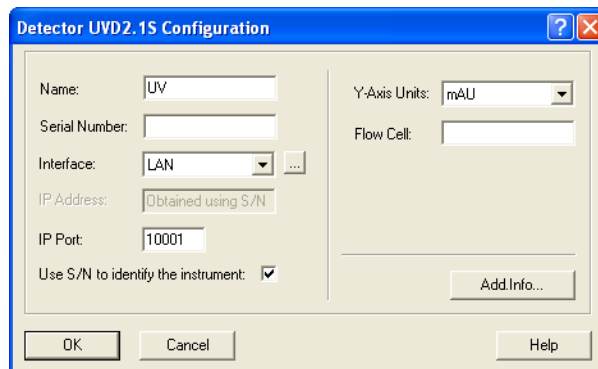 Detector UVD2.1S Configuration
Name: UV
Serial Number:
Interface: LAN ...
IP Address: Obtained using S/N
IP Port: 10001
Use S/N to identify the instrument:
Y-Axis Units: mAU
Flow Cell:
Add.Info...
OK Cancel Help